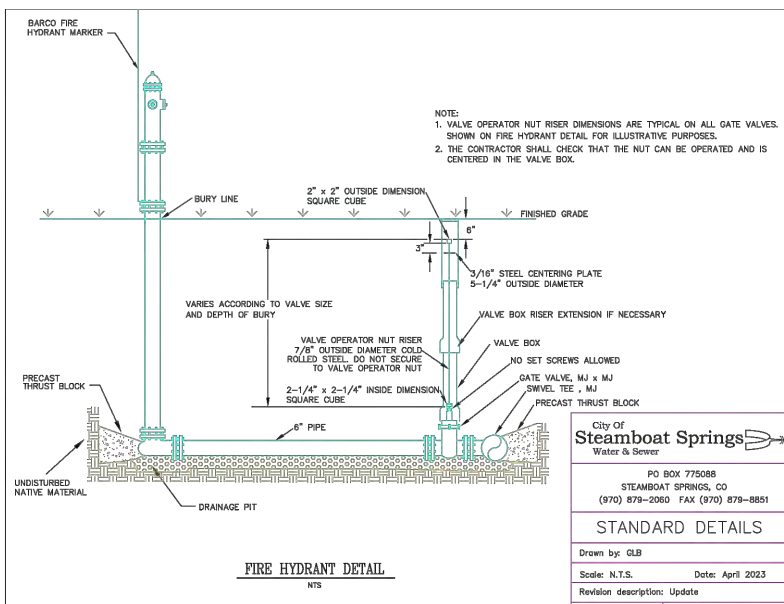 BARCO FIRE
HYDRANT MARKER
NOTE:
1. VALVE OPERATOR NUT RISER DIMENSIONS ARE TYPICAL ON ALL GATE VALVES.
SHOWN ON FIRE HYDRANT DETAIL FOR ILLUSTRATIVE PURPOSES.
2. THE CONTRACTOR SHALL CHECK THAT THE NUT CAN BE OPERATED AND IS
CENTERED IN THE VALVE BOX.
BURY LINE
2" x 2" OUTSIDE DIMENSION
SQUARE CUBE
FINISHED GRADE
6"
3"
3/16" STEEL CENTERING PLATE
5-1/4" OUTSIDE DIAMETER
VARIES ACCORDING TO VALVE SIZE
AND DEPTH OF BURY
VALVE BOX RISER EXTENSION IF NECESSARY
VALVE OPERATOR NUT RISER
7/8" OUTSIDE DIAMETER COLD
ROLLED STEEL. DO NOT SECURE
TO VALVE OPERATOR NUT
VALVE BOX
NO SET SCREWS ALLOWED
GATE VALVE, MJ x MJ
SWIVEL TEE , MJ
PRECAST THRUST BLOCK
2-1/4" x 2-1/4" INSIDE DIMENSION
SQUARE CUBE
PRECAST
THRUST BLOCK
6" PIPE
UNDISTURBED
NATIVE MATERIAL
DRAINAGE PIT
FIRE HYDRANT DETAIL
NTS
City Of
Steamboat Springs
Water & Sewer
PO BOX 775088
STEAMBOAT SPRINGS, CO
(970) 879-2060 FAX (970) 879-8851
STANDARD DETAILS
Drawn by: GLB
Scale: N.T.S. Date: April 2023
Revision description: Update